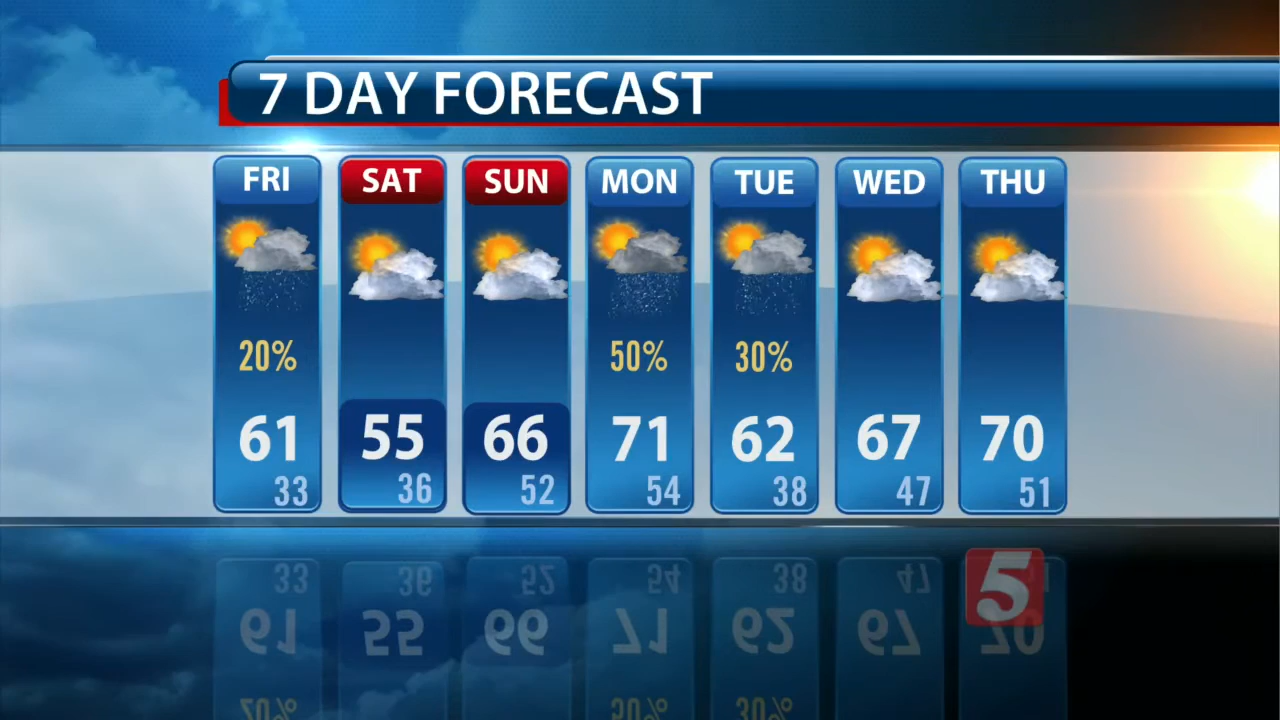 7 DAY FORECAST
FRI SAT SUN MON TUE WED THU
20% 50% 30%
61 55 66 71 62 67 70
33 36 52 54 38 47 51
5